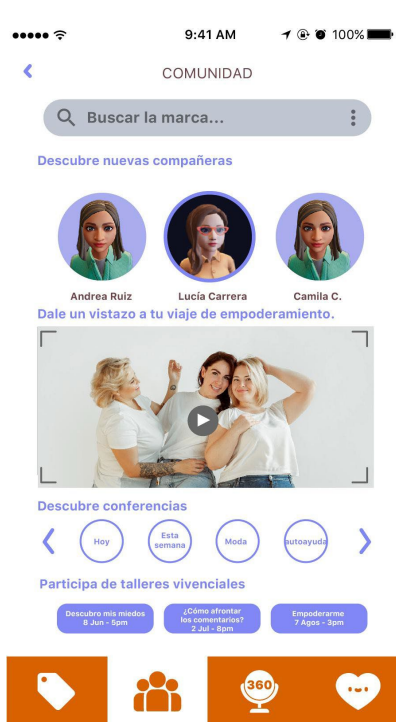 9:41 AM
100%
COMUNIDAD
Buscar la marca...
Descubre nuevas compañeras
Andrea Ruiz
Lucía Carrera
Camila C.
Dale un vistazo a tu viaje de empoderamiento.
Descubre conferencias
Hoy
Esta
semana
Moda
autoayuda
Participa de talleres vivenciales
Descubro mis miedos
8 Jun - 5pm
¿Cómo afrontar
los comentarios?
2 Jul - 8pm
Empoderarme
7 Agos - 3pm
360